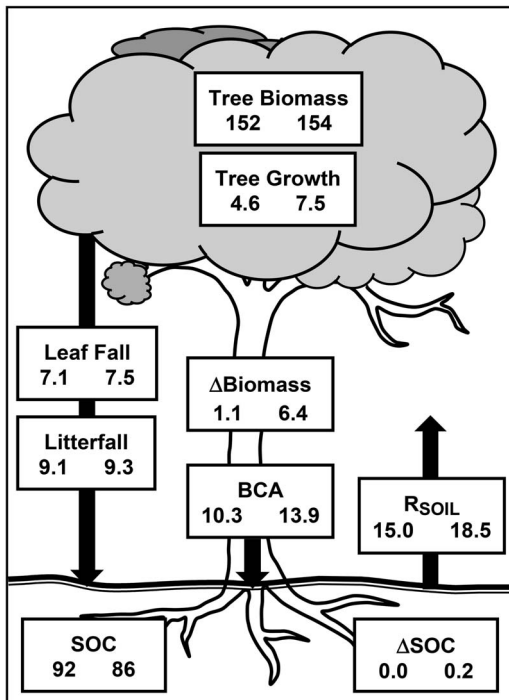 Tree Biomass
152 154
Tree Growth
4.6 7.5
Leaf Fall
7.1 7.5
ΔBiomass
1.1 6.4
Litterfall
9.1 9.3
BCA
10.3 13.9
RSOIL
15.0 18.5
SOC
92 86
ΔSOC
0.0 0.2